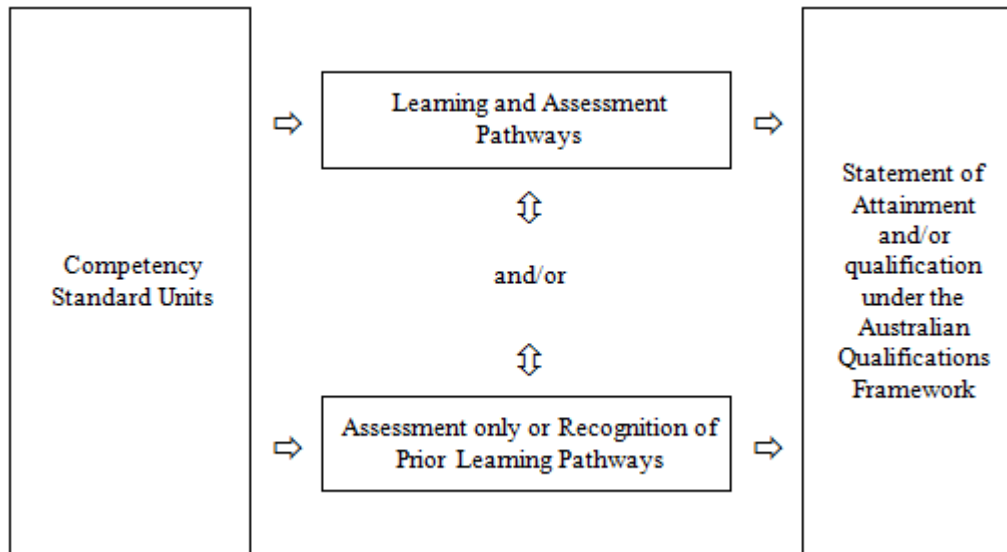 Competency
Standard Units
Learning and Assessment
Pathways
and/or
Assessment only or Recognition of
Prior Learning Pathways
Statement of
Attainment
and/or
qualification
under the
Australian
Qualifications
Framework